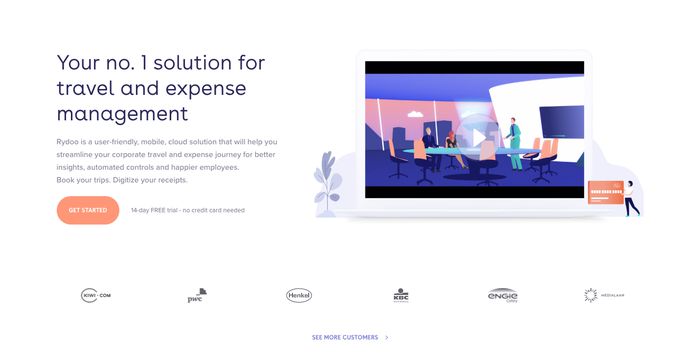 Your no. 1 solution for
travel and expense
management
Rydoo is a user-friendly, mobile, cloud solution that will help you
streamline your corporate travel and expense journey for better
insights, automated controls and happier employees.
Book your trips. Digitize your receipts.
GET STARTED
14-day FREE trial - no credit card needed
KIWI.COM
pwc
Henkel
KBC
ENGIE
MEDIALAAN
SEE MORE CUSTOMERS